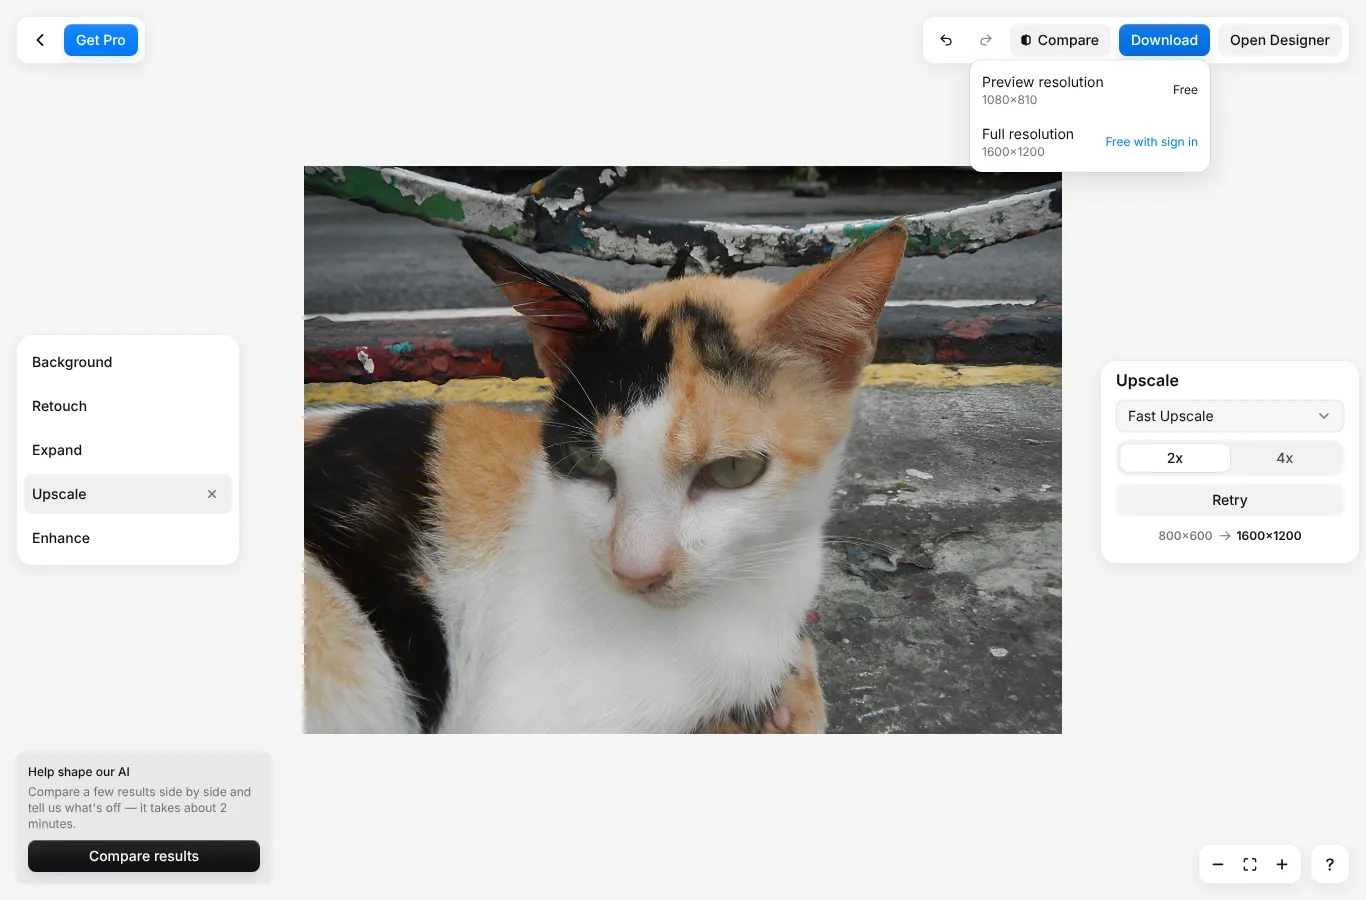 Get Pro
Compare
Download
Open Designer
Preview resolution
1080×810
Free
Full resolution
1600×1200
Free with sign in
Background
Retouch
Expand
Upscale
Enhance
Upscale
Fast Upscale
2x
4x
Retry
800×600 → 1600×1200
Help shape our AI
Compare a few results side by side and
tell us what's off — it takes about 2
minutes.
Compare results
?